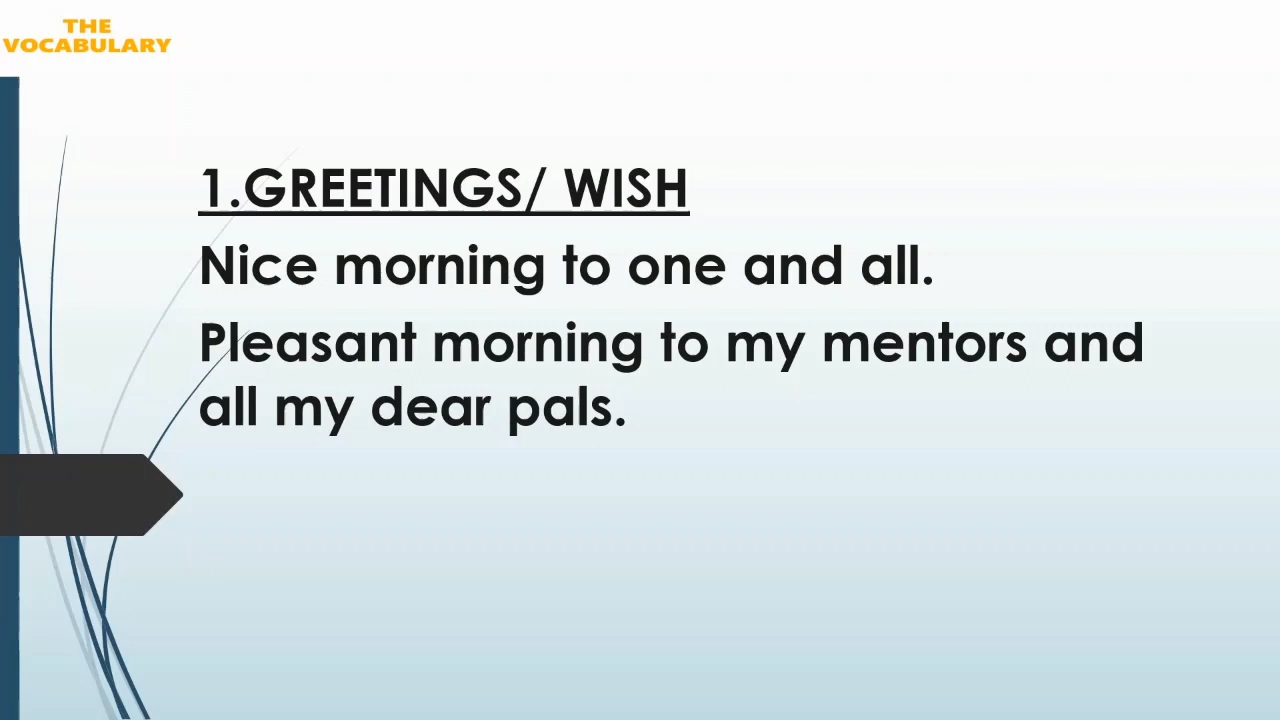 THE
VOCABULARY
1.GREETINGS/ WISH
Nice morning to one and all.
Pleasant morning to my mentors and
all my dear pals.